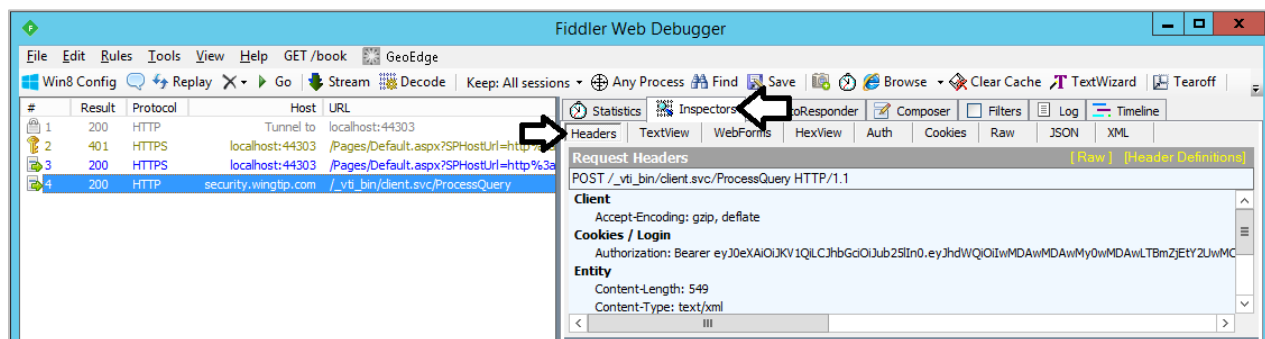 Fiddler Web Debugger
File Edit Rules Tools View Help GET /book GeoEdge
Win8 Config Replay Go Stream Decode Keep: All sessions Any Process Find Save Browse Clear Cache TextWizard Tearoff
# Result Protocol Host URL
1 200 HTTP Tunnel to localhost:44303
2 401 HTTPS localhost:44303 /Pages/Default.aspx?SPHostUrl=http%3
3 200 HTTPS localhost:44303 /Pages/Default.aspx?SPHostUrl=http%3a
4 200 HTTP security.wingtip.com /_vti_bin/client.svc/ProcessQuery
Statistics Inspectors toResponder Composer Filters Log Timeline
Headers TextView WebForms HexView Auth Cookies Raw JSON XML
Request Headers [Raw] [Header Definitions]
POST /_vti_bin/client.svc/ProcessQuery HTTP/1.1
Client
Accept-Encoding: gzip, deflate
Cookies / Login
Authorization: Bearer eyJ0eXAiOiJKV1QiLCJhbGciOiJub25lIn0.eyJhdWQiOiIwMDAwMDAwMy0wMDAwLTBmZjEtY2UwMC
Entity
Content-Length: 549
Content-Type: text/xml